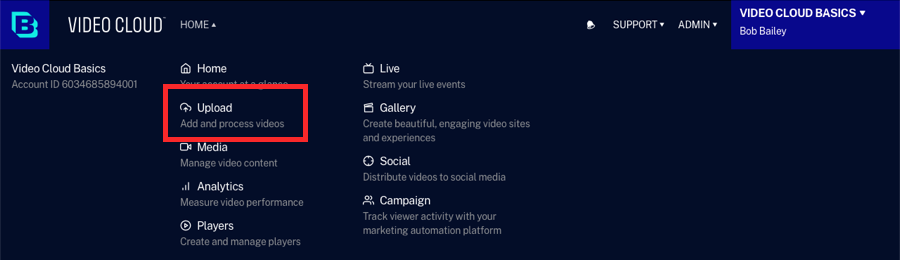 VIDEO CLOUD™
HOME
SUPPORT
ADMIN
VIDEO CLOUD BASICS
Bob Bailey
Video Cloud Basics
Account ID 6034685894001
Home
Your account at a glance
Upload
Add and process videos
Media
Manage video content
Analytics
Measure video performance
Players
Create and manage players
Live
Stream your live events
Gallery
Create beautiful, engaging video sites
and experiences
Social
Distribute videos to social media
Campaign
Track viewer activity with your
marketing automation platform